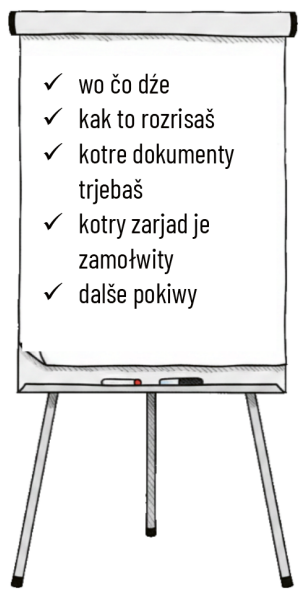 ✓ wo čo dźe
✓ kak to rozrisaš
✓ kotre dokumenty
trjebaš
✓ kotry zarjad je
zamołwity
✓ dalše pokiwy